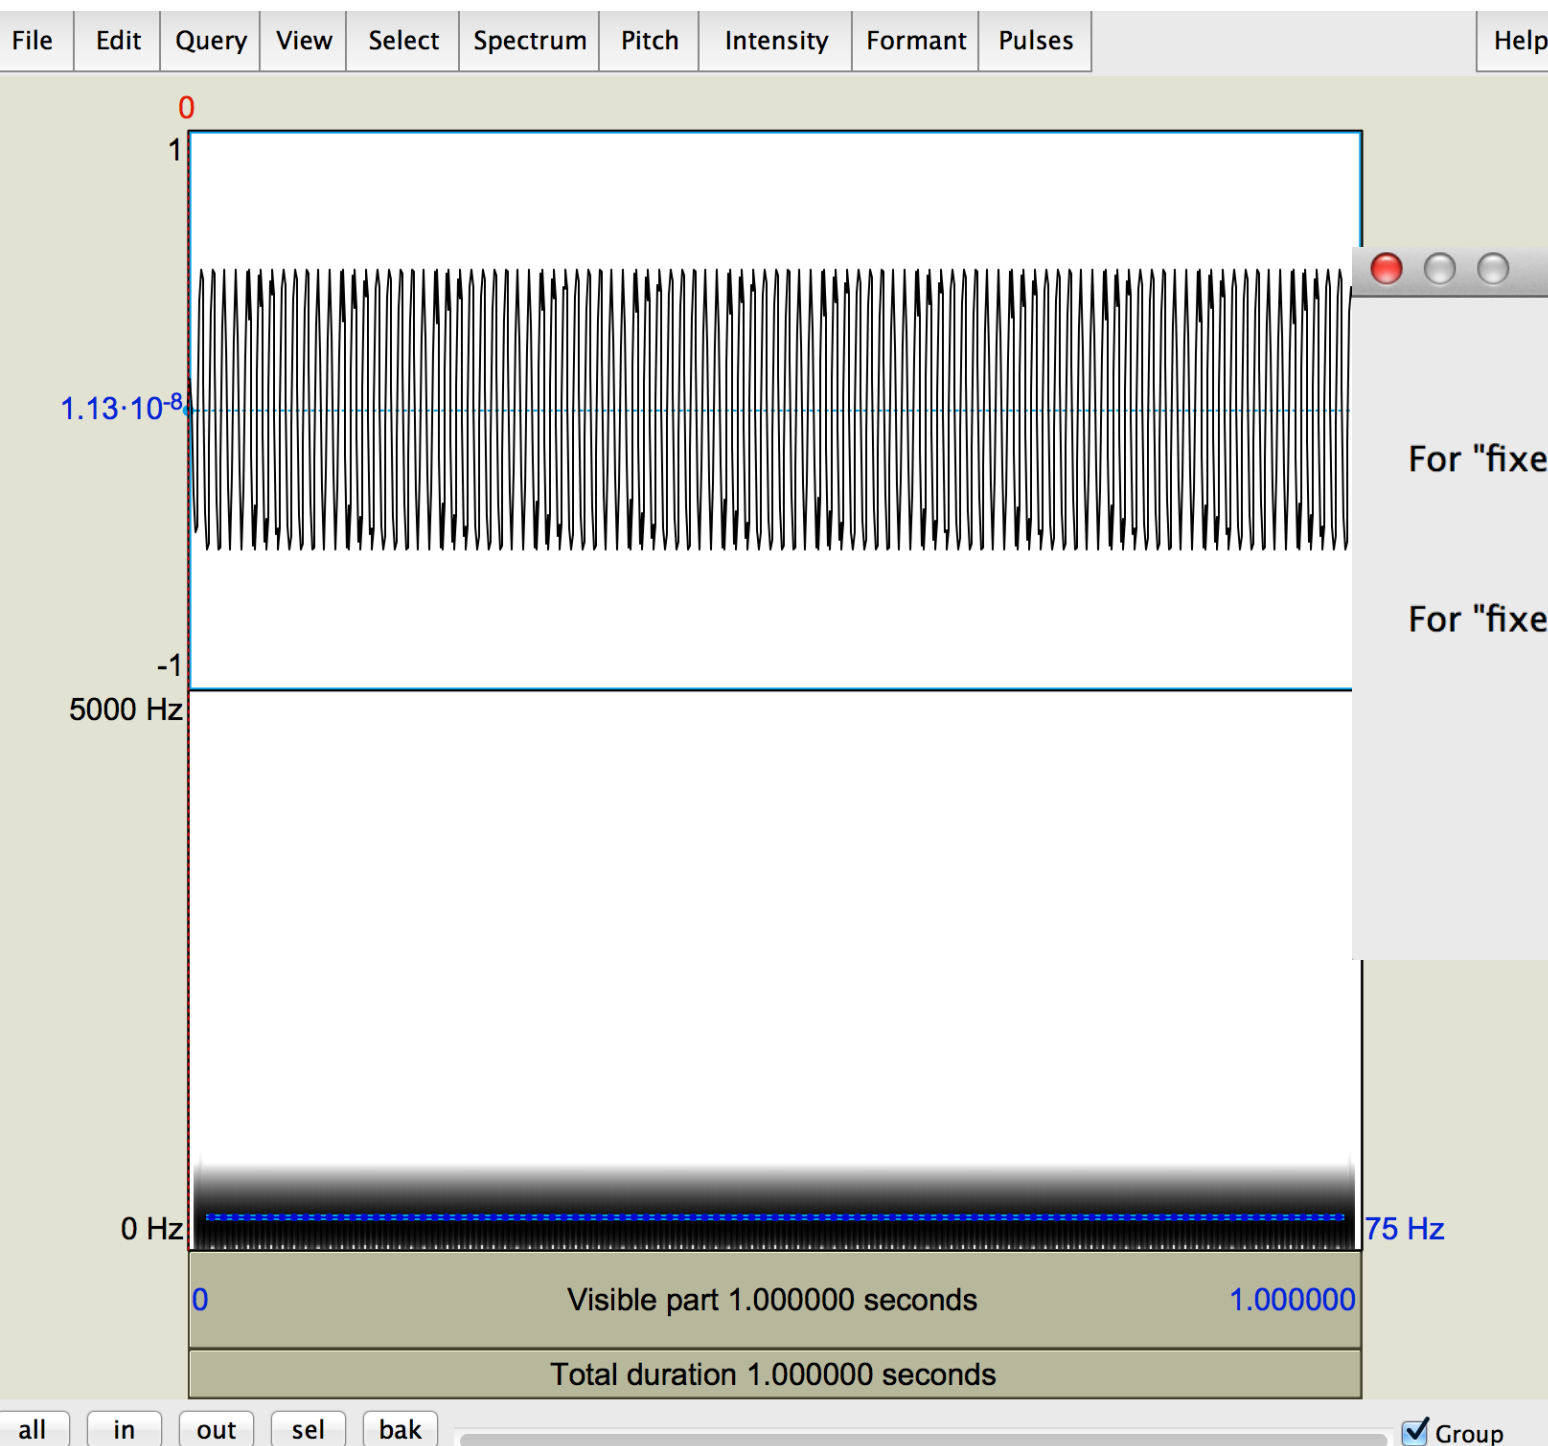 File Edit Query View Select Spectrum Pitch Intensity Formant Pulses Help
0
1
1.13·10-8
-1
5000 Hz
For "fixe
For "fixe
0 Hz
75 Hz
0 Visible part 1.000000 seconds 1.000000
Total duration 1.000000 seconds
all in out sel bak Group